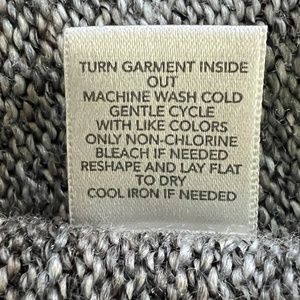 TURN GARMENT INSIDE
OUT
MACHINE WASH COLD
GENTLE CYCLE
WITH LIKE COLORS
ONLY NON-CHLORINE
BLEACH IF NEEDED
RESHAPE AND LAY FLAT
TO DRY
COOL IRON IF NEEDED